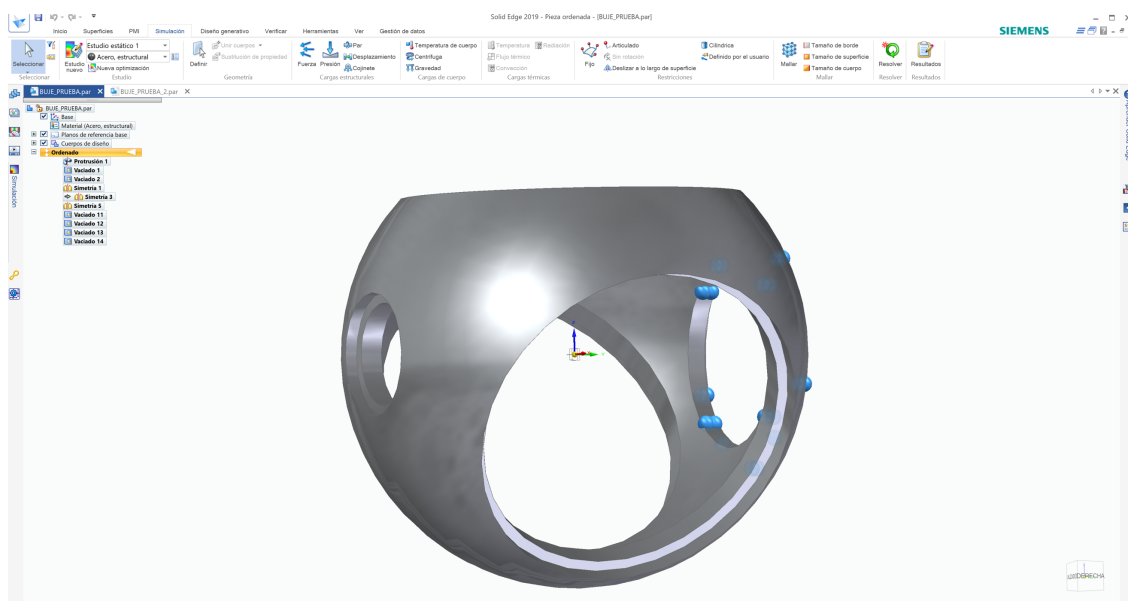 Solid Edge 2019 - Pieza ordenada - [BUJE_PRUEBA.par]
Inicio Superficies PMI Simulación Diseño generativo Verificar Herramientas Ver Gestión de datos
SIEMENS
Estudio estático 1 Unir cuerpos Par Temperatura de cuerpo Temperatura Radiación Articulado Cilíndrica Tamaño de borde
Acero, estructural Sustitución de propiedad Desplazamiento Centrífuga Flujo térmico Sin rotación Definido por el usuario Tamaño de superficie
Seleccionar Estudio nuevo Nueva optimización Definir Fuerza Presión Cojinete Gravedad Convección Fijo Deslizar a lo largo de superficie Mallar Tamaño de cuerpo Resolver Resultados
Seleccionar Estudio Geometría Cargas estructurales Cargas de cuerpo Cargas térmicas Restricciones Mallar Resolver Resultados
BUJE_PRUEBA.par BUJE_PRUEBA_2.par
BUJE_PRUEBA.par
Base
Material (Acero, estructural)
Planos de referencia base
Cuerpos de diseño
Ordenado
Protrusión 1
Vaciado 1
Vaciado 2
Simetría 1
Simetría 3
Simetría 5
Vaciado 11
Vaciado 12
Vaciado 13
Vaciado 14
Simulación
DERECHA